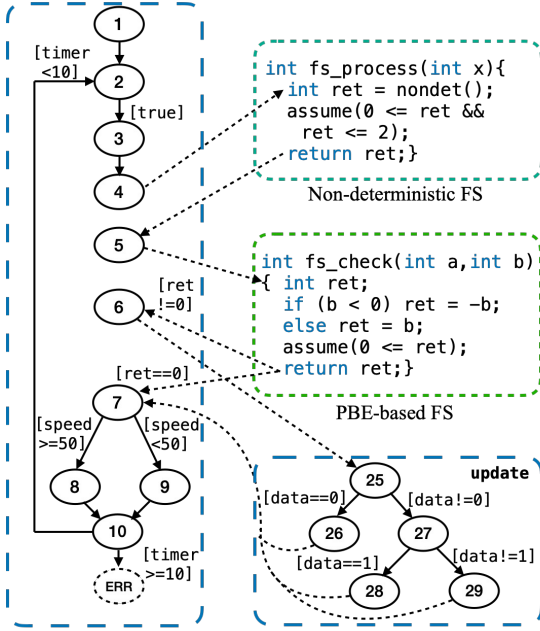 1
[timer
<10]
2
[true]
3
4
5
6
[ret
!=0]
[ret==0]
7
[speed
>=50]
[speed
<50]
8
9
10
[timer
>=10]
ERR
int fs_process(int x){
int ret = nondet();
assume(0 <= ret &&
ret <= 2);
return ret;}
Non-deterministic FS
int fs_check(int a,int b)
{ int ret;
if (b < 0) ret = -b;
else ret = b;
assume(0 <= ret);
return ret;}
PBE-based FS
update
25
[data==0]
[data!=0]
26
27
[data==1]
[data!=1]
28
29